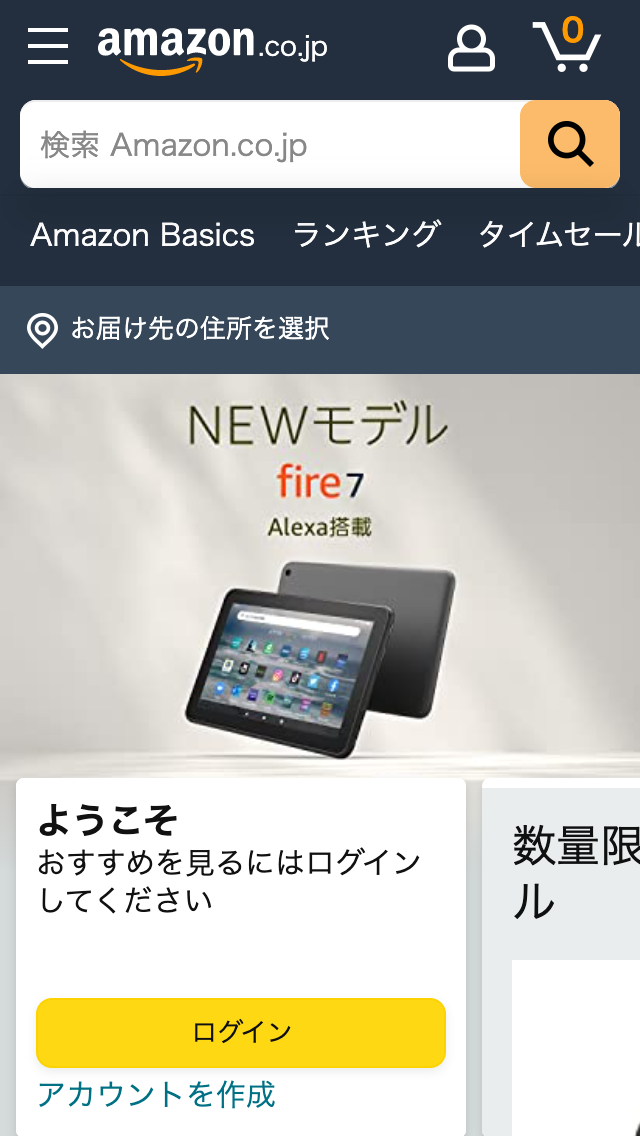 amazon.co.jp
0
検索 Amazon.co.jp
Amazon Basics ランキング タイムセール
お届け先の住所を選択
NEWモデル
fire 7
Alexa搭載
ようこそ
おすすめを見るにはログイン
してください
数量限
ル
ログイン
アカウントを作成